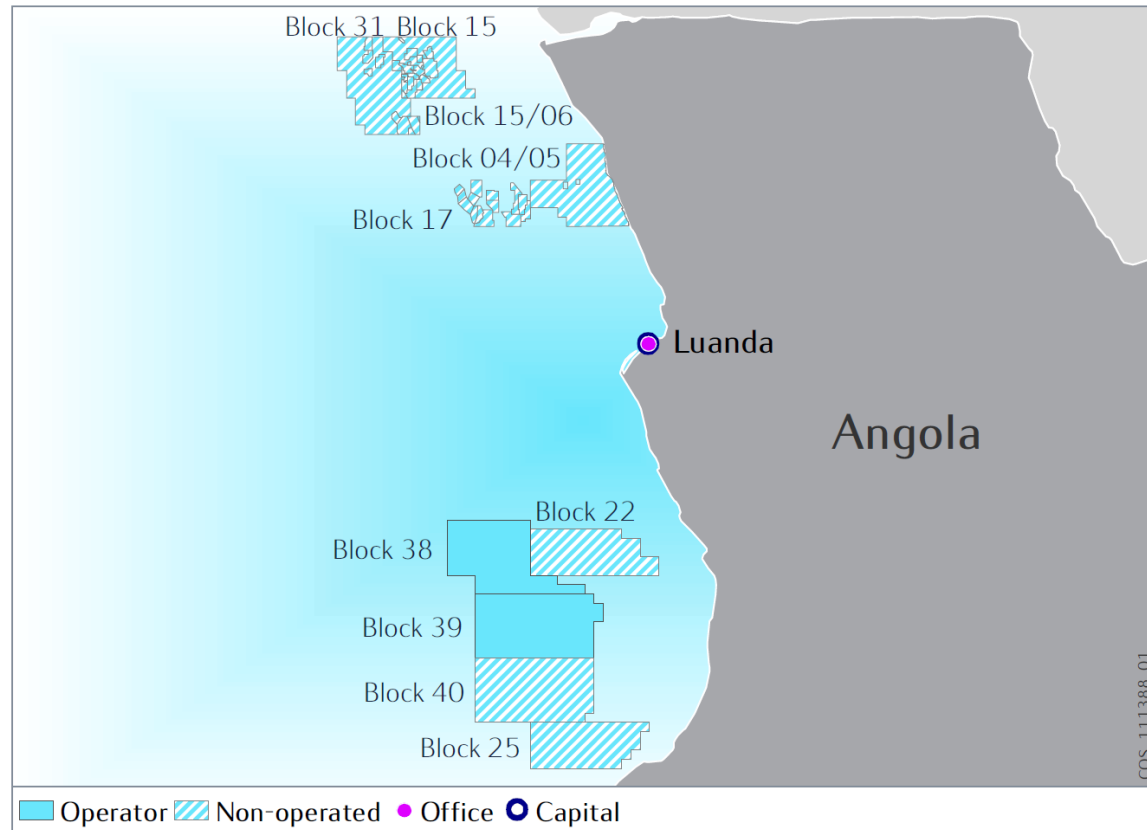 Block 31 Block 15
Block 15/06
Block 04/05
Block 17
Luanda
Angola
Block 22
Block 38
Block 39
Block 40
Block 25
COS_111388_01
Operator Non-operated Office Capital